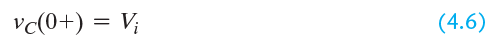 v_C(0+) = V_i (4.6)